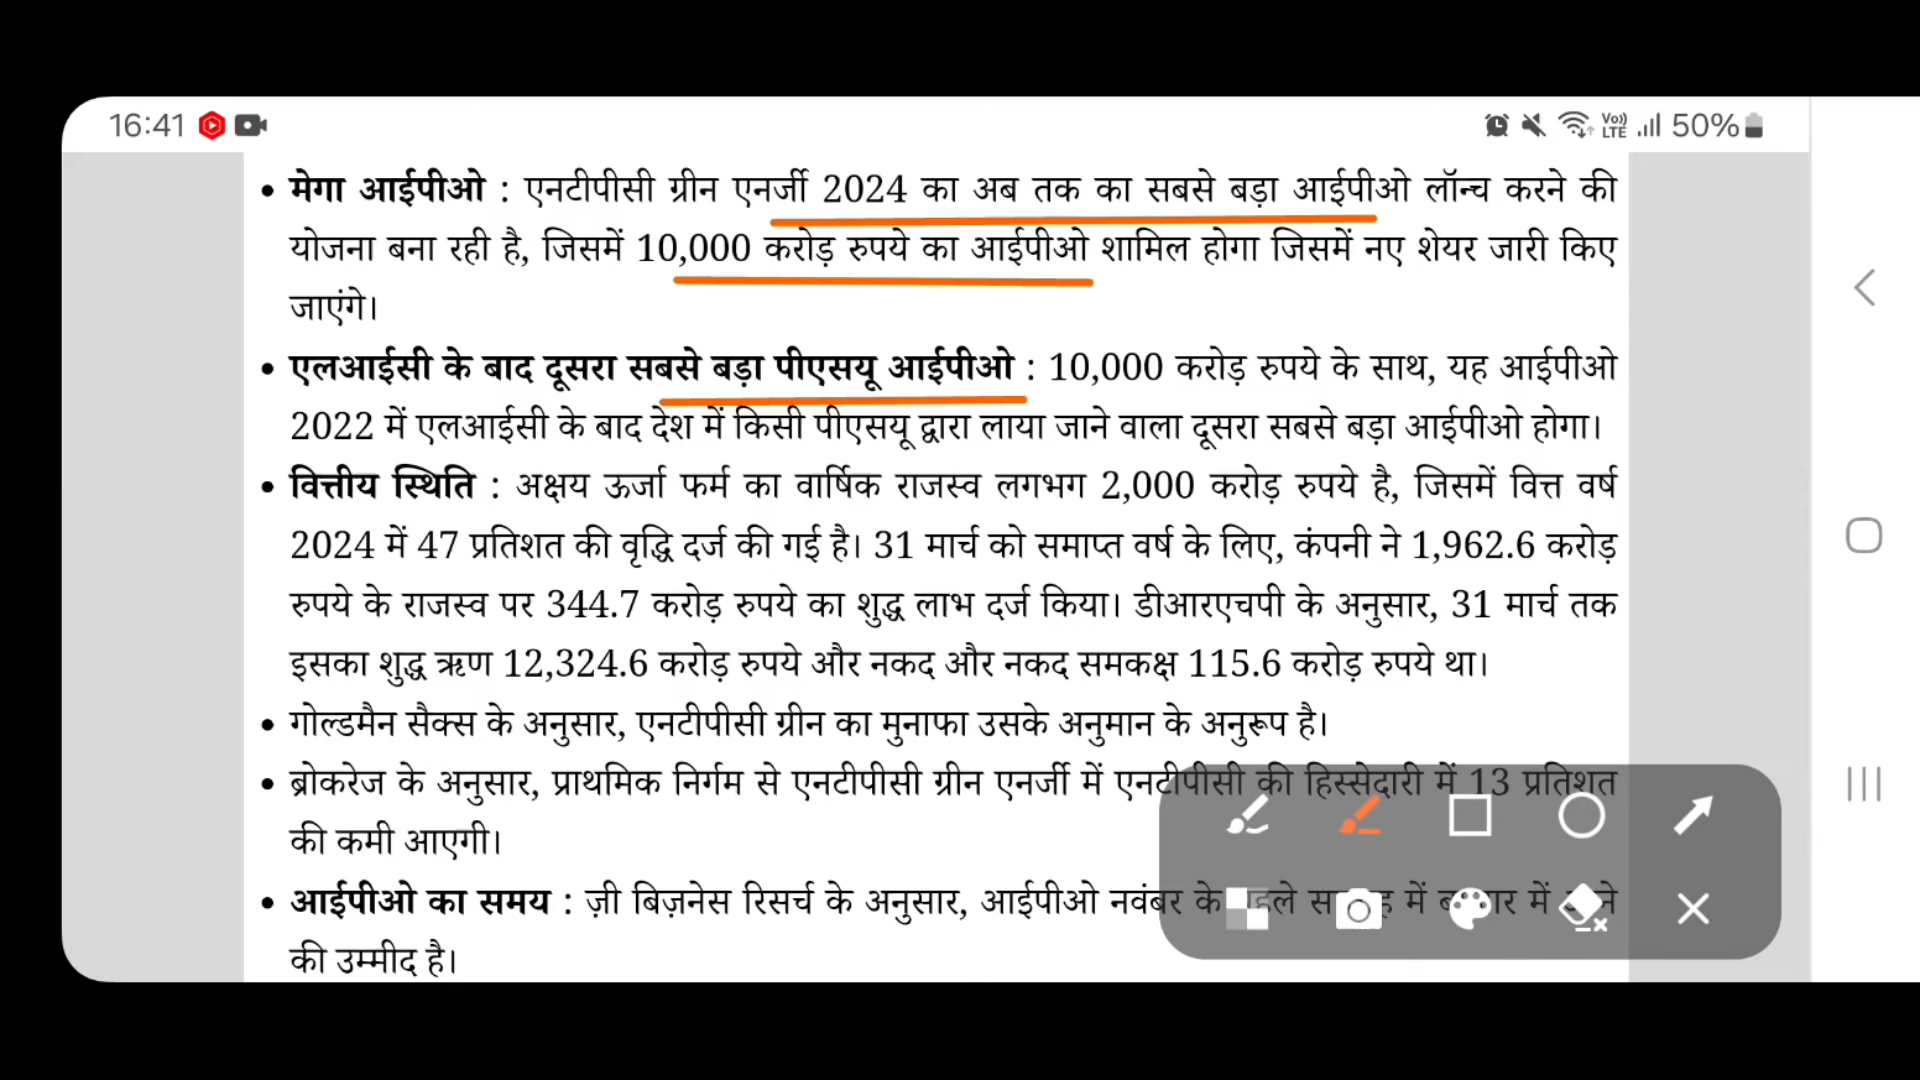 16:41
Vo)) LTE 50%
• मेगा आईपीओ : एनटीपीसी ग्रीन एनर्जी 2024 का अब तक का सबसे बड़ा आईपीओ लॉन्च करने की
योजना बना रही है, जिसमें 10,000 करोड़ रुपये का आईपीओ शामिल होगा जिसमें नए शेयर जारी किए
जाएंगे।
• एलआईसी के बाद दूसरा सबसे बड़ा पीएसयू आईपीओ : 10,000 करोड़ रुपये के साथ, यह आईपीओ
2022 में एलआईसी के बाद देश में किसी पीएसयू द्वारा लाया जाने वाला दूसरा सबसे बड़ा आईपीओ होगा।
• वित्तीय स्थिति : अक्षय ऊर्जा फर्म का वार्षिक राजस्व लगभग 2,000 करोड़ रुपये है, जिसमें वित्त वर्ष
2024 में 47 प्रतिशत की वृद्धि दर्ज की गई है। 31 मार्च को समाप्त वर्ष के लिए, कंपनी ने 1,962.6 करोड़
रुपये के राजस्व पर 344.7 करोड़ रुपये का शुद्ध लाभ दर्ज किया। डीआरएचपी के अनुसार, 31 मार्च तक
इसका शुद्ध ऋण 12,324.6 करोड़ रुपये और नकद और नकद समकक्ष 115.6 करोड़ रुपये था।
• गोल्डमैन सैक्स के अनुसार, एनटीपीसी ग्रीन का मुनाफा उसके अनुमान के अनुरूप है।
• ब्रोकरेज के अनुसार, प्राथमिक निर्गम से एनटीपीसी ग्रीन एनर्जी में एनटीपीसी की हिस्सेदारी में 13 प्रतिशत
की कमी आएगी।
• आईपीओ का समय : ज़ी बिज़नेस रिसर्च के अनुसार, आईपीओ नवंबर के में में
की उम्मीद है।